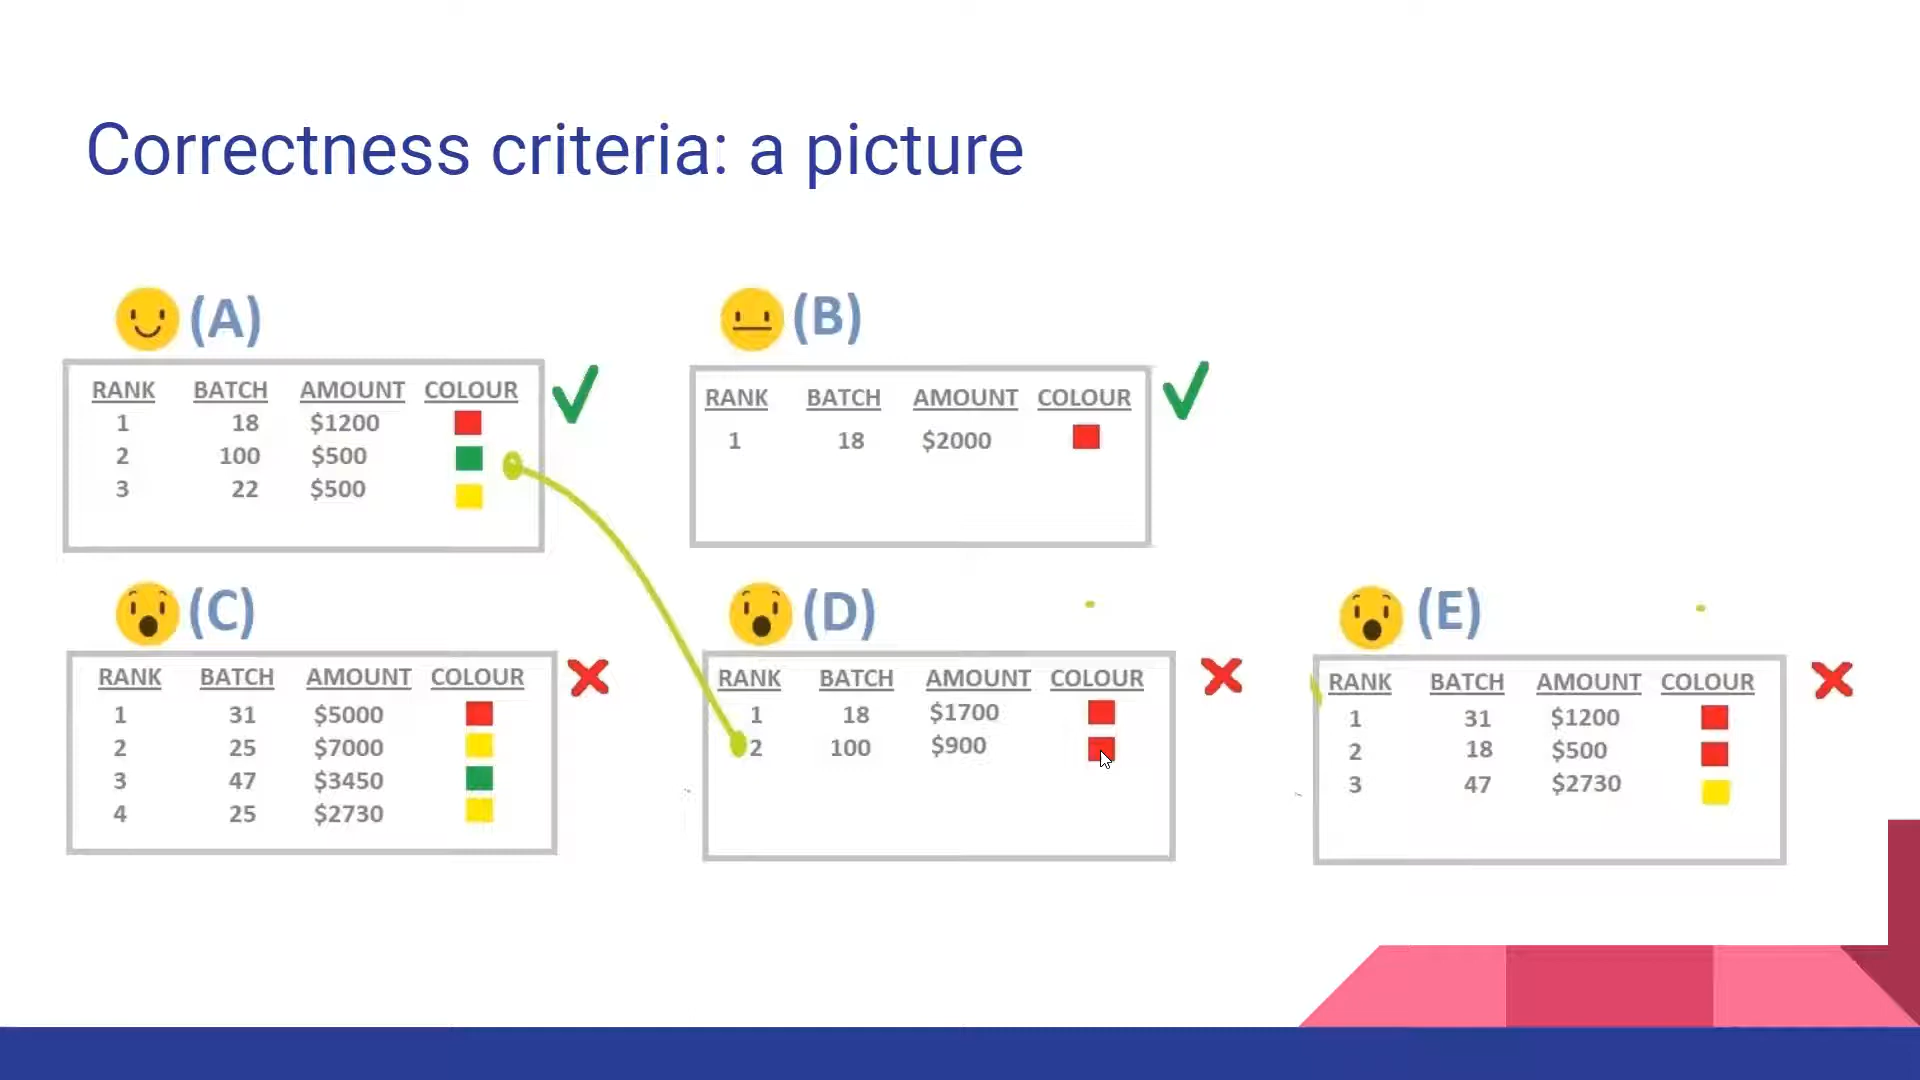 Correctness criteria: a picture
(A)
RANK BATCH AMOUNT COLOUR
1 18 $1200
2 100 $500
3 22 $500
(B)
RANK BATCH AMOUNT COLOUR
1 18 $2000
(C)
RANK BATCH AMOUNT COLOUR
1 31 $5000
2 25 $7000
3 47 $3450
4 25 $2730
(D)
RANK BATCH AMOUNT COLOUR
1 18 $1700
2 100 $900
(E)
RANK BATCH AMOUNT COLOUR
1 31 $1200
2 18 $500
3 47 $2730